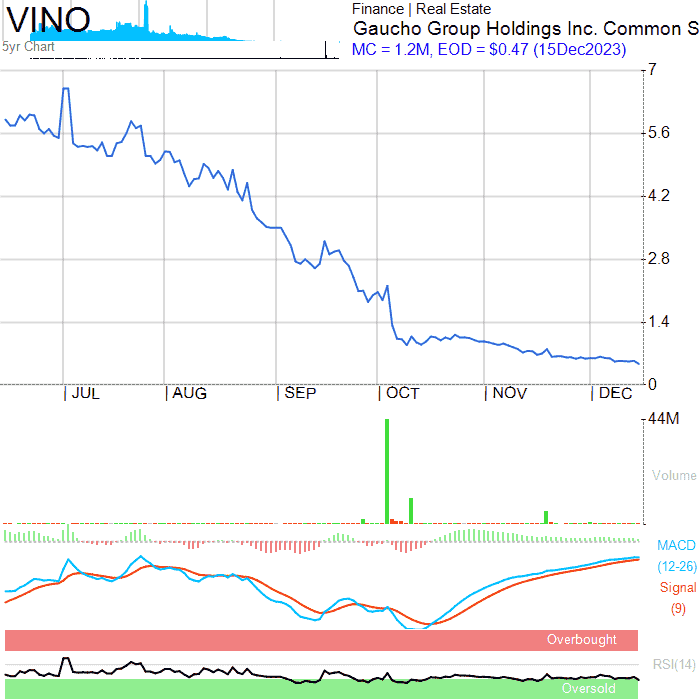 VINO
Finance | Real Estate
Gaucho Group Holdings Inc. Common S
5yr Chart
MC = 1.2M, EOD = $0.47 (15Dec2023)
7
5.6
4.2
2.8
1.4
0
JUL AUG SEP OCT NOV DEC
44M
Volume
MACD
(12-26)
Signal
(9)
Overbought
RSI(14)
Oversold